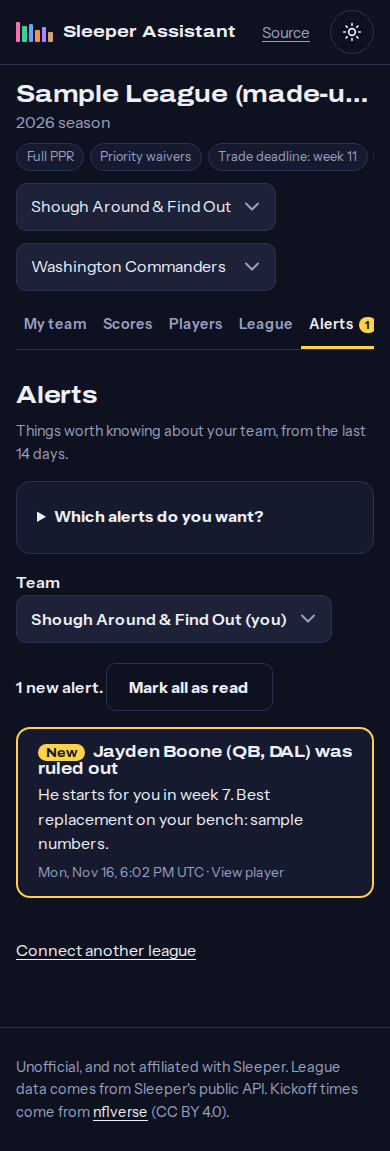 Sleeper Assistant
Source
Sample League (made-u...
2026 season
Full PPR
Priority waivers
Trade deadline: week 11
Shough Around & Find Out
Washington Commanders
My team
Scores
Players
League
Alerts 1
Alerts
Things worth knowing about your team, from the last
14 days.
Which alerts do you want?
Team
Shough Around & Find Out (you)
1 new alert.
Mark all as read
New Jayden Boone (QB, DAL) was
ruled out
He starts for you in week 7. Best
replacement on your bench: sample
numbers.
Mon, Nov 16, 6:02 PM UTC · View player
Connect another league
Unofficial, and not affiliated with Sleeper. League
data comes from Sleeper's public API. Kickoff times
come from nflverse (CC BY 4.0).